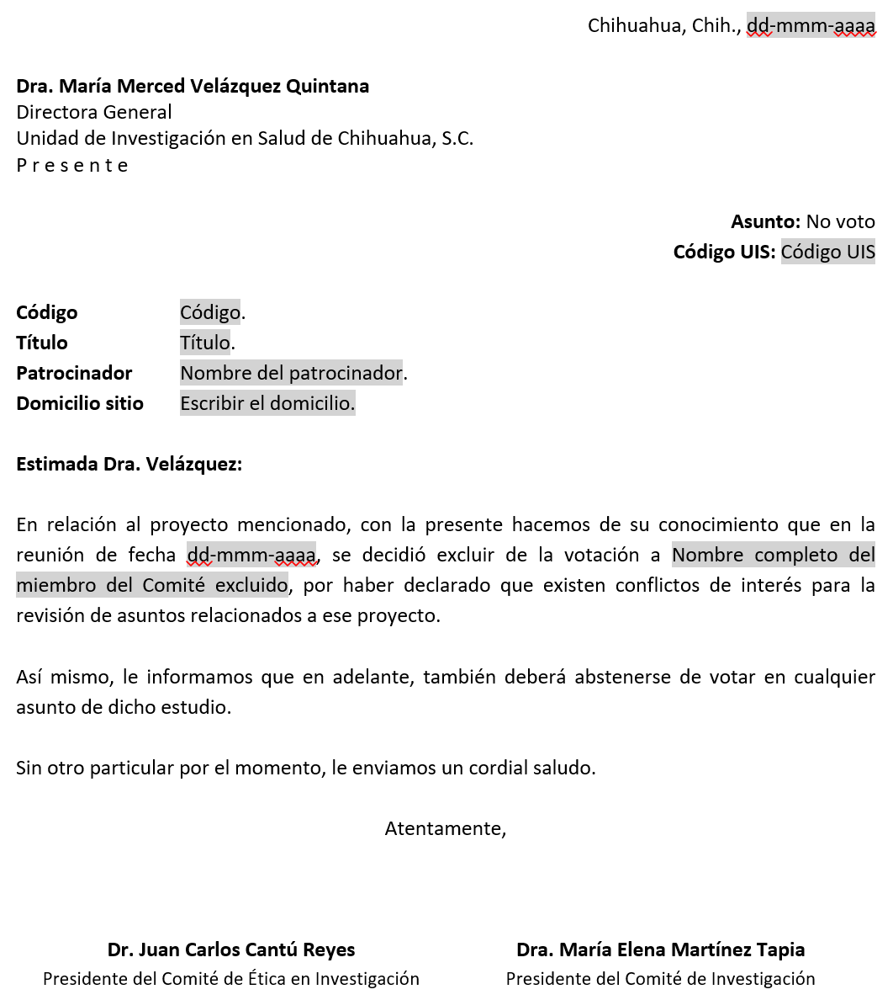 Chihuahua, Chih., dd-mmm-aaaa
Dra. María Merced Velázquez Quintana
Directora General
Unidad de Investigación en Salud de Chihuahua, S.C.
P r e s e n t e
Asunto: No voto
Código UIS: Código UIS
Código Código.
Título Título.
Patrocinador Nombre del patrocinador.
Domicilio sitio Escribir el domicilio.
Estimada Dra. Velázquez:
En relación al proyecto mencionado, con la presente hacemos de su conocimiento que en la
reunión de fecha dd-mmm-aaaa, se decidió excluir de la votación a Nombre completo del
miembro del Comité excluido, por haber declarado que existen conflictos de interés para la
revisión de asuntos relacionados a ese proyecto.
Así mismo, le informamos que en adelante, también deberá abstenerse de votar en cualquier
asunto de dicho estudio.
Sin otro particular por el momento, le enviamos un cordial saludo.
Atentamente,
Dr. Juan Carlos Cantú Reyes Dra. María Elena Martínez Tapia
Presidente del Comité de Ética en Investigación Presidente del Comité de Investigación